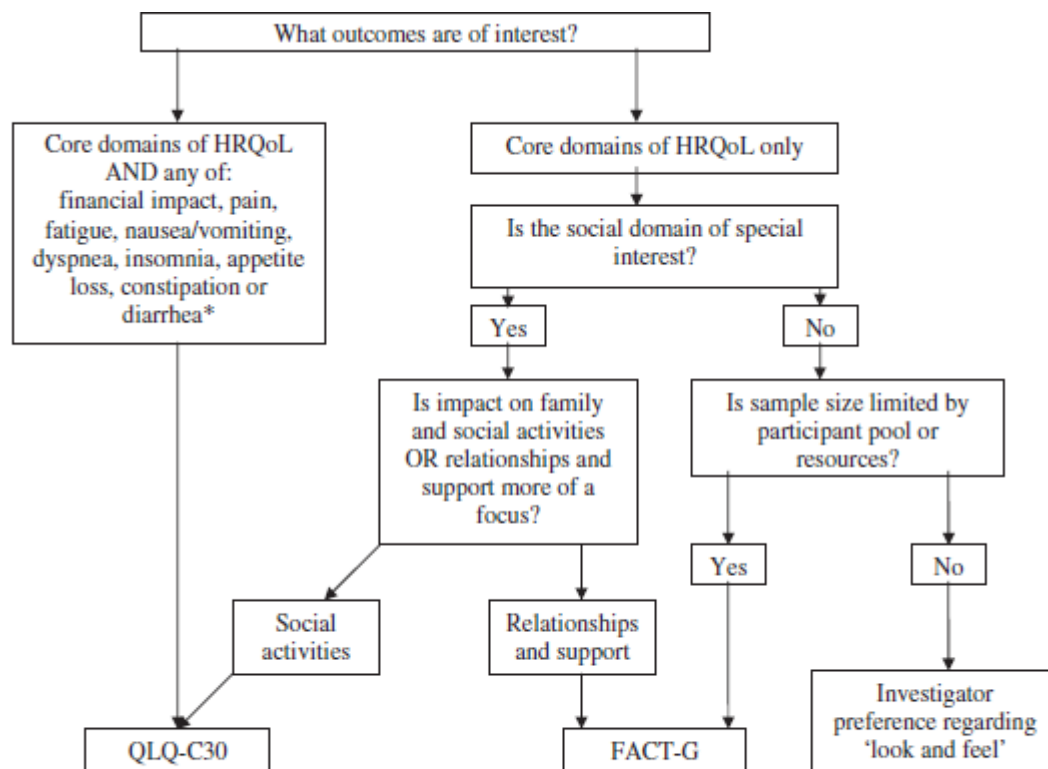 What outcomes are of interest?
Core domains of HRQoL
AND any of:
financial impact, pain,
fatigue, nausea/vomiting,
dyspnea, insomnia, appetite
loss, constipation or
diarrhea*
Core domains of HRQoL only
Is the social domain of special
interest?
Yes
No
Is impact on family
and social activities
OR relationships and
support more of a
focus?
Is sample size limited by
participant pool or
resources?
Yes
No
Social
activities
Relationships
and support
Investigator
preference regarding
‘look and feel’
QLQ-C30
FACT-G